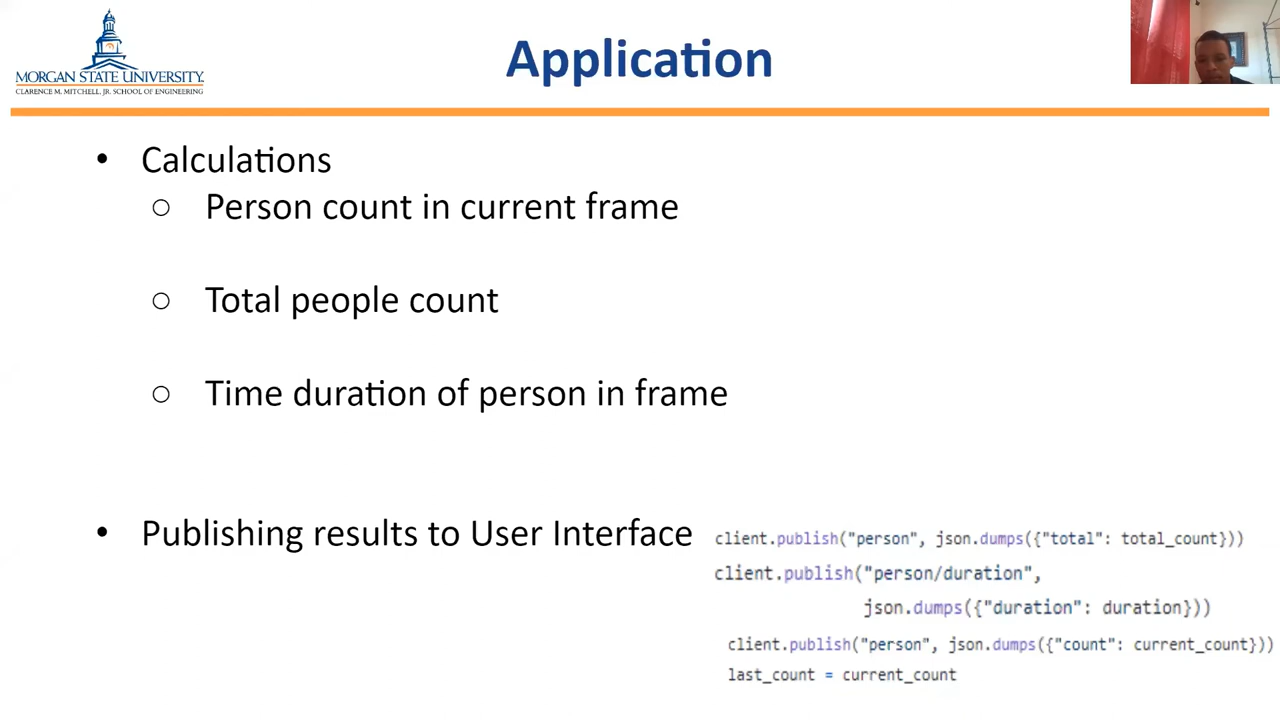 MORGAN STATE UNIVERSITY.
CLARENCE M. MITCHELL, JR. SCHOOL OF ENGINEERING
Application
• Calculations
○ Person count in current frame
○ Total people count
○ Time duration of person in frame
• Publishing results to User Interface
client.publish("person", json.dumps({"total": total_count}))
client.publish("person/duration",
json.dumps({"duration": duration}))
client.publish("person", json.dumps({"count": current_count}))
last_count = current_count